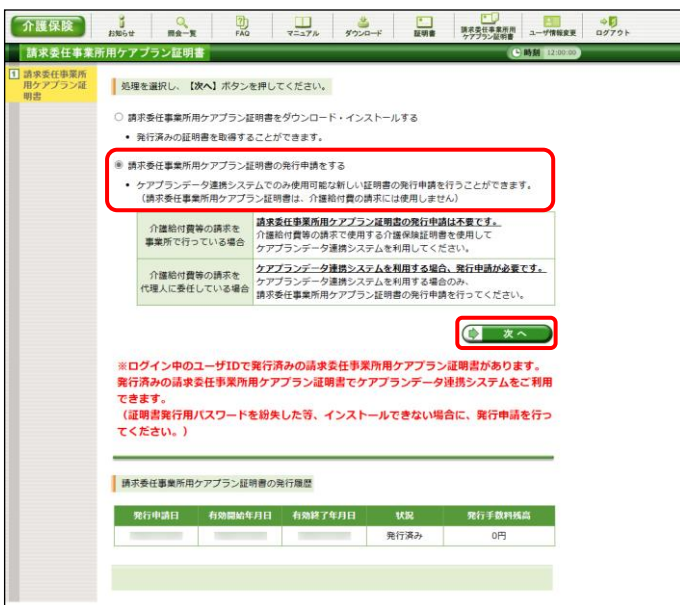 介護保険
お知らせ
照会一覧
FAQ
マニュアル
ダウンロード
証明書
請求委任事業所用
ケアプラン証明書
ユーザ情報変更
ログアウト
請求委任事業所用ケアプラン証明書
時刻 12:00:00
1 請求委任事業所
用ケアプラン証
明書
処理を選択し、【次へ】ボタンを押してください。
請求委任事業所用ケアプラン証明書をダウンロード・インストールする
• 発行済みの証明書を取得することができます。
請求委任事業所用ケアプラン証明書の発行申請をする
• ケアプランデータ連携システムでのみ使用可能な新しい証明書の発行申請を行うことができます。
（請求委任事業所用ケアプラン証明書は、介護給付費の請求には使用しません）
介護給付費等の請求を
事業所で行っている場合
請求委任事業所用ケアプラン証明書の発行申請は不要です。
介護給付費等の請求で使用する介護保険証明書を使用して
ケアプランデータ連携システムを利用してください。
介護給付費等の請求を
代理人に委任している場合
ケアプランデータ連携システムを利用する場合、発行申請が必要です。
ケアプランデータ連携システムを利用する場合のみ、
請求委任事業所用ケアプラン証明書の発行申請を行ってください。
次へ
※ログイン中のユーザIDで発行済みの請求委任事業所用ケアプラン証明書があります。
発行済みの請求委任事業所用ケアプラン証明書でケアプランデータ連携システムをご利用
できます。
（証明書発行用パスワードを紛失した等、インストールできない場合に、発行申請を行っ
てください。）
請求委任事業所用ケアプラン証明書の発行履歴
発行申請日 有効開始年月日 有効終了年月日 状況 発行手数料残高
発行済み 0円